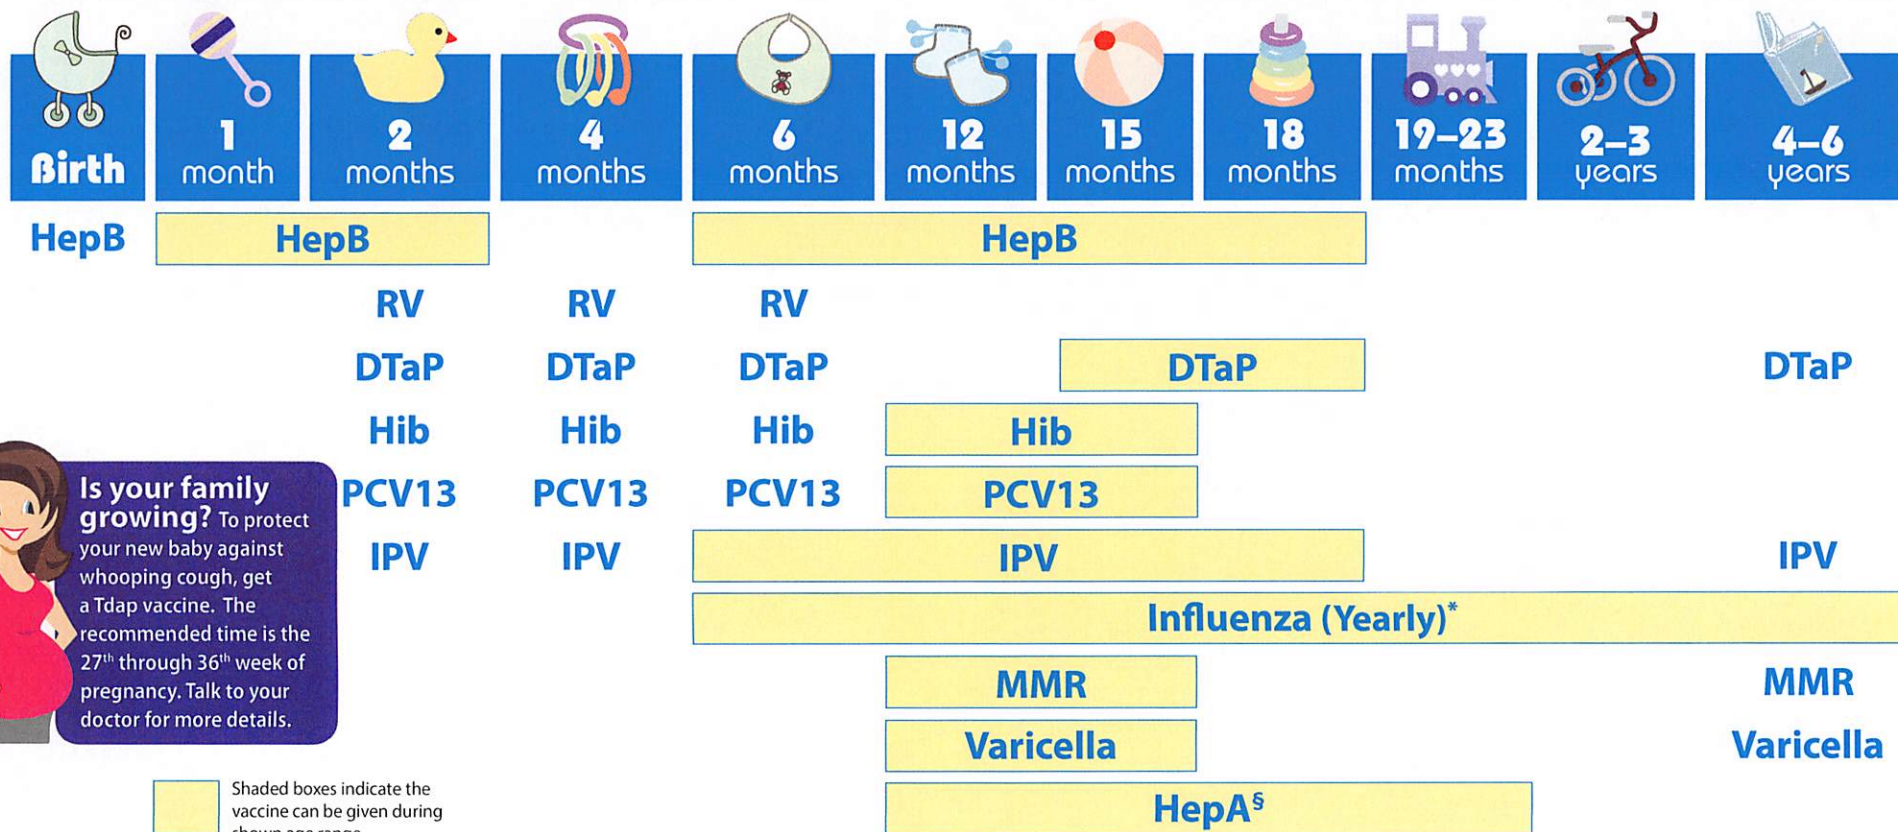 Birth
1
month
2
months
4
months
6
months
12
months
15
months
18
months
19–23
months
2–3
years
4–6
years
HepB HepB HepB
RV RV RV
DTaP DTaP DTaP DTaP DTaP
Hib Hib Hib Hib
PCV13 PCV13 PCV13 PCV13
IPV IPV IPV IPV
Influenza (Yearly)*
MMR MMR
Varicella Varicella
HepA§
Is your family
growing? To protect
your new baby against
whooping cough, get
a Tdap vaccine. The
recommended time is the
27th through 36th week of
pregnancy. Talk to your
doctor for more details.
Shaded boxes indicate the
vaccine can be given during
shown age range.